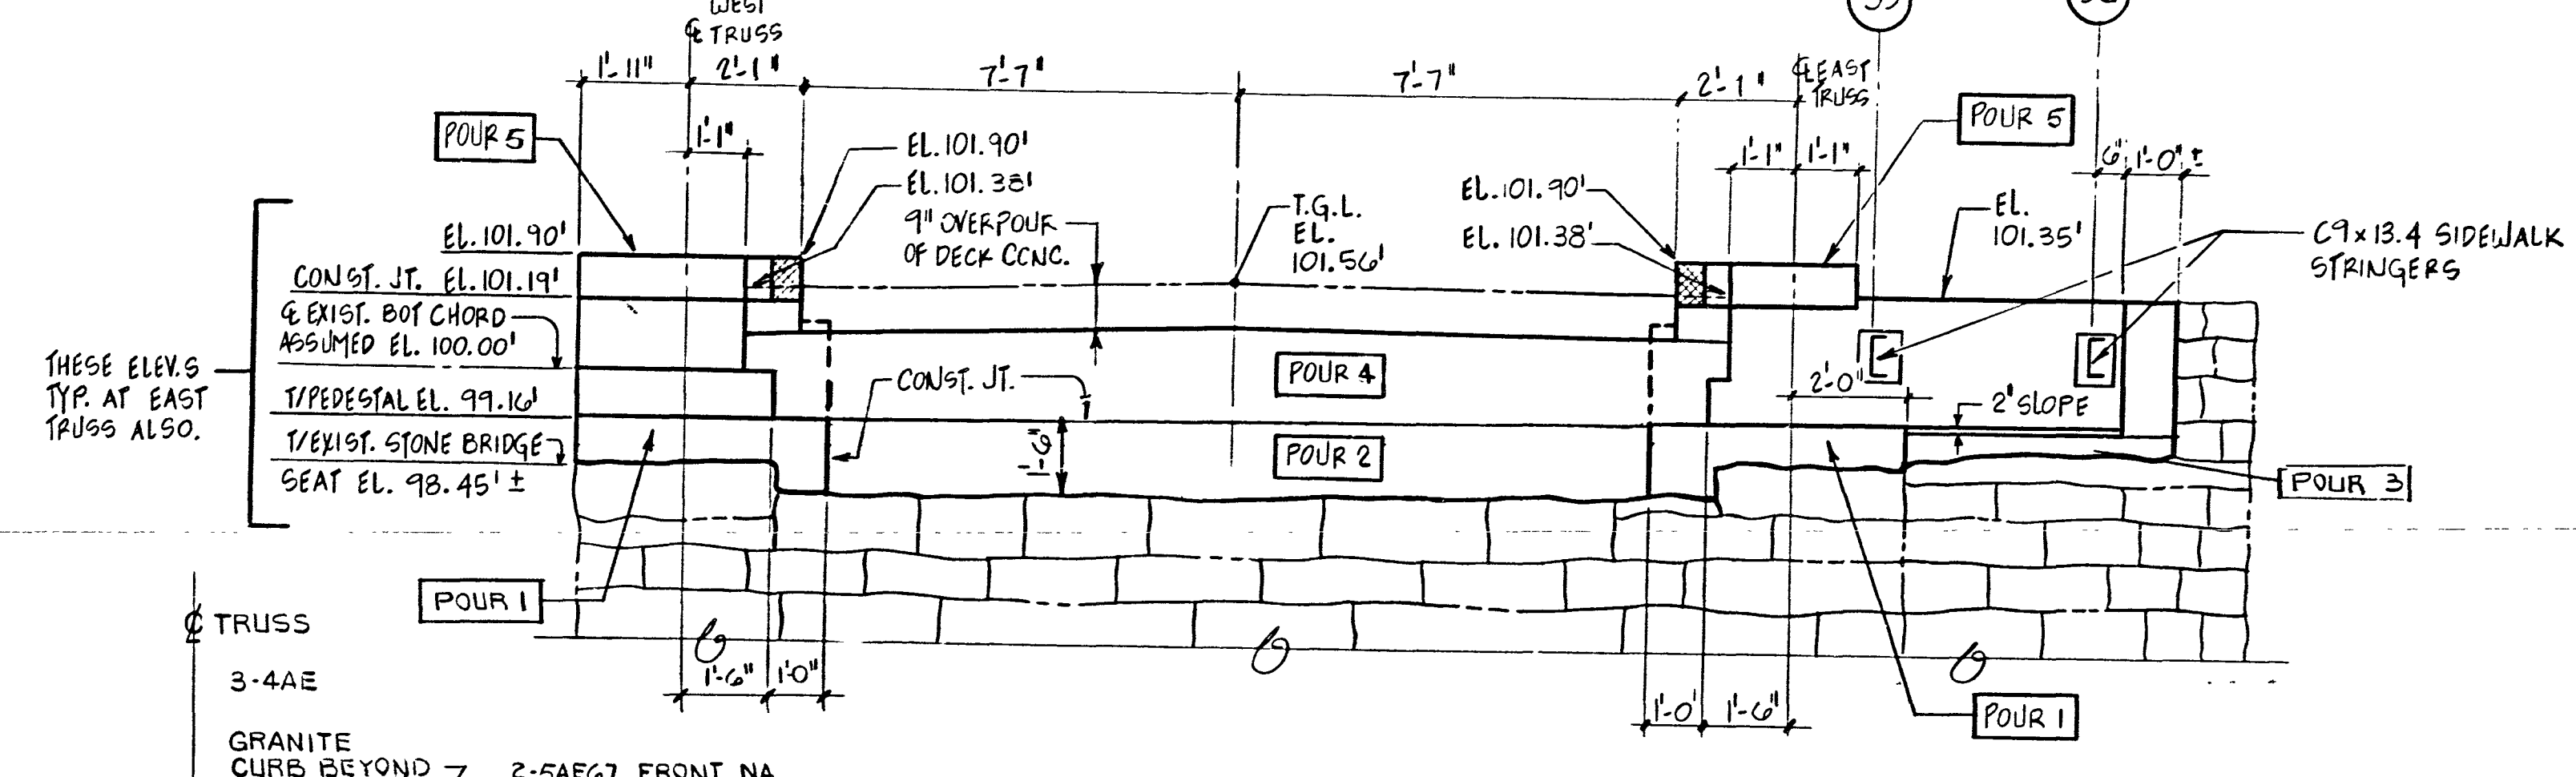 WEST
℄ TRUSS
1'-11"
2'-1"
7'-7"
7'-7"
2'-1"
℄ EAST
TRUSS
POUR 5
1'-1"
EL. 101.90'
EL. 101.38'
9" OVERPOUR
OF DECK CONC.
T.G.L.
EL.
101.56'
EL. 101.90'
EL. 101.38'
1'-1"
1'-1"
POUR 5
6"
1'-0" ±
EL.
101.35'
C9 x 13.4 SIDEWALK
STRINGERS
EL. 101.90'
CONST. JT. EL. 101.19'
℄ EXIST. BOT CHORD
ASSUMED EL. 100.00'
T/PEDESTAL EL. 99.16'
T/EXIST. STONE BRIDGE
SEAT EL. 98.45' ±
THESE ELEV.S
TYP. AT EAST
TRUSS ALSO.
CONST. JT.
1'-6"
POUR 4
POUR 2
2'-0"
2" SLOPE
POUR 3
POUR 1
1'-6"
1'0"
1'-0'
1'-6"
POUR 1
℄ TRUSS
3-4AE
GRANITE
CURB BEYOND
2-5AE67 FRONT NA